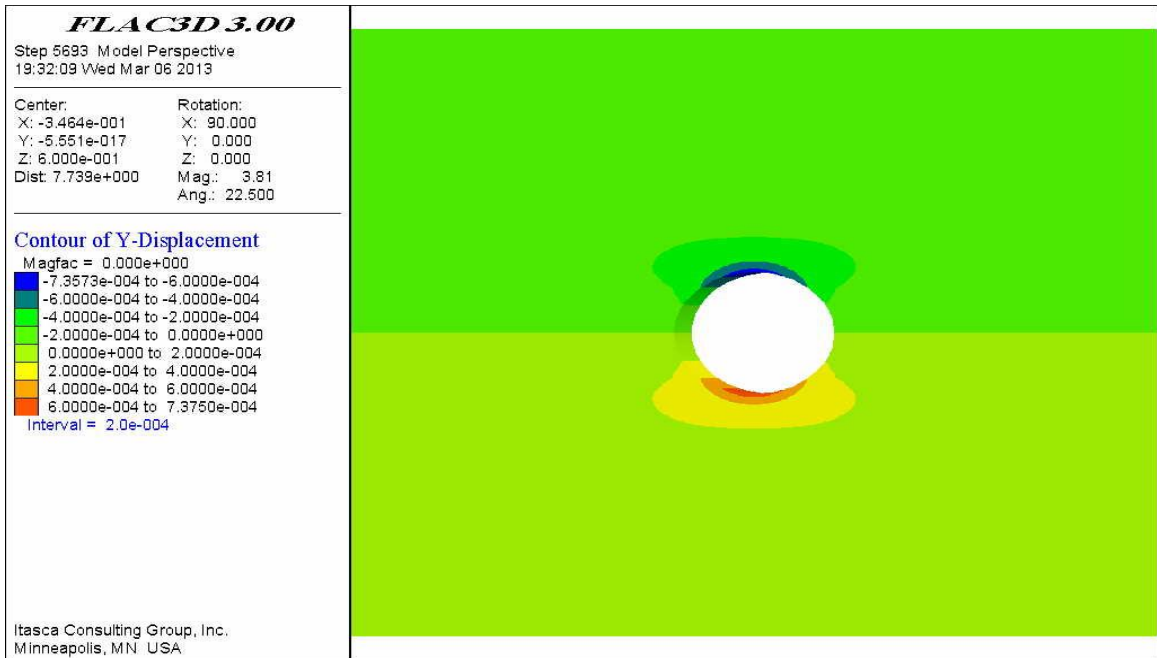 FLAC3D 3.00
Step 5693 Model Perspective
19:32:09 Wed Mar 06 2013
Center:
X: -3.464e-001
Y: -5.551e-017
Z: 6.000e-001
Dist: 7.739e+000
Rotation:
X: 90.000
Y: 0.000
Z: 0.000
Mag.: 3.81
Ang.: 22.500
Contour of Y-Displacement
Magfac = 0.000e+000
-7.3573e-004 to -6.0000e-004
-6.0000e-004 to -4.0000e-004
-4.0000e-004 to -2.0000e-004
-2.0000e-004 to 0.0000e+000
0.0000e+000 to 2.0000e-004
2.0000e-004 to 4.0000e-004
4.0000e-004 to 6.0000e-004
6.0000e-004 to 7.3750e-004
Interval = 2.0e-004
Itasca Consulting Group, Inc.
Minneapolis, MN USA